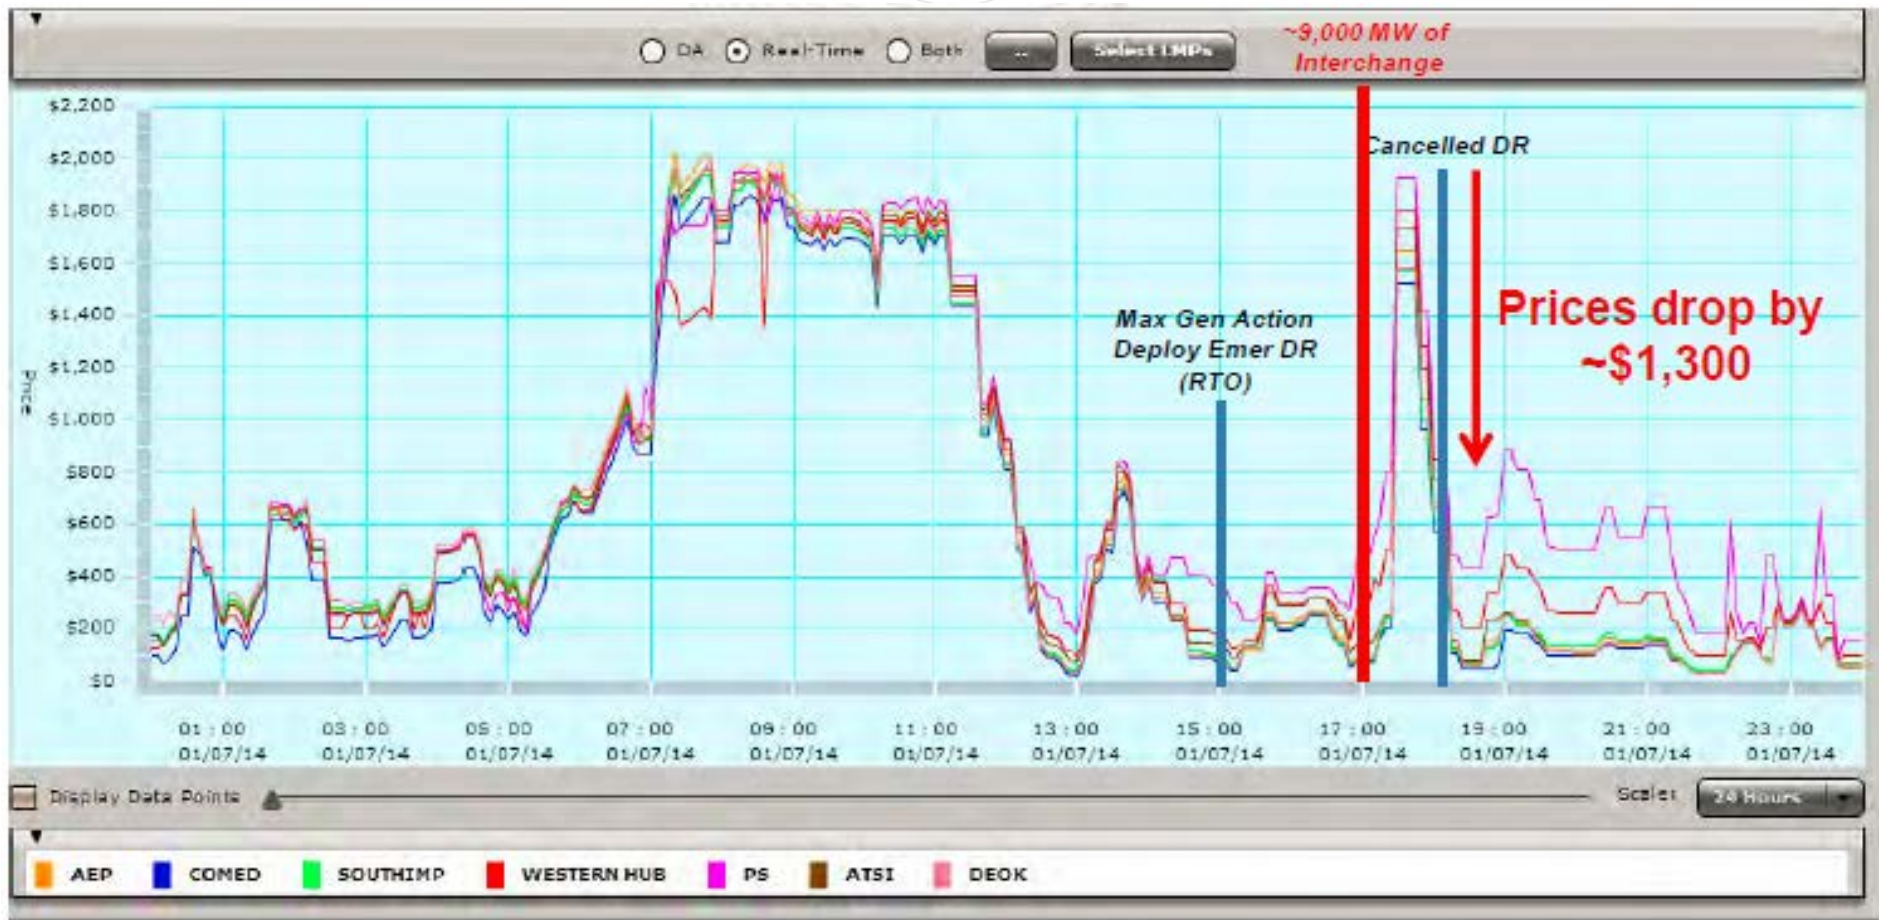 ~9,000 MW of
Interchange
DA Real-Time Both ... Select LMPs
Cancelled DR
Max Gen Action
Deploy Emer DR
(RTO)
Prices drop by
~$1,300
Price
$2,200
$2,000
$1,800
$1,600
$1,400
$1,200
$1,000
$800
$600
$400
$200
$0
01:00 03:00 05:00 07:00 09:00 11:00 13:00 15:00 17:00 19:00 21:00 23:00
01/07/14 01/07/14 01/07/14 01/07/14 01/07/14 01/07/14 01/07/14 01/07/14 01/07/14 01/07/14 01/07/14 01/07/14
Display Data Points Scale: 24 Hours
AEP COMED SOUTHIMP WESTERN HUB PS ATSI DEOK